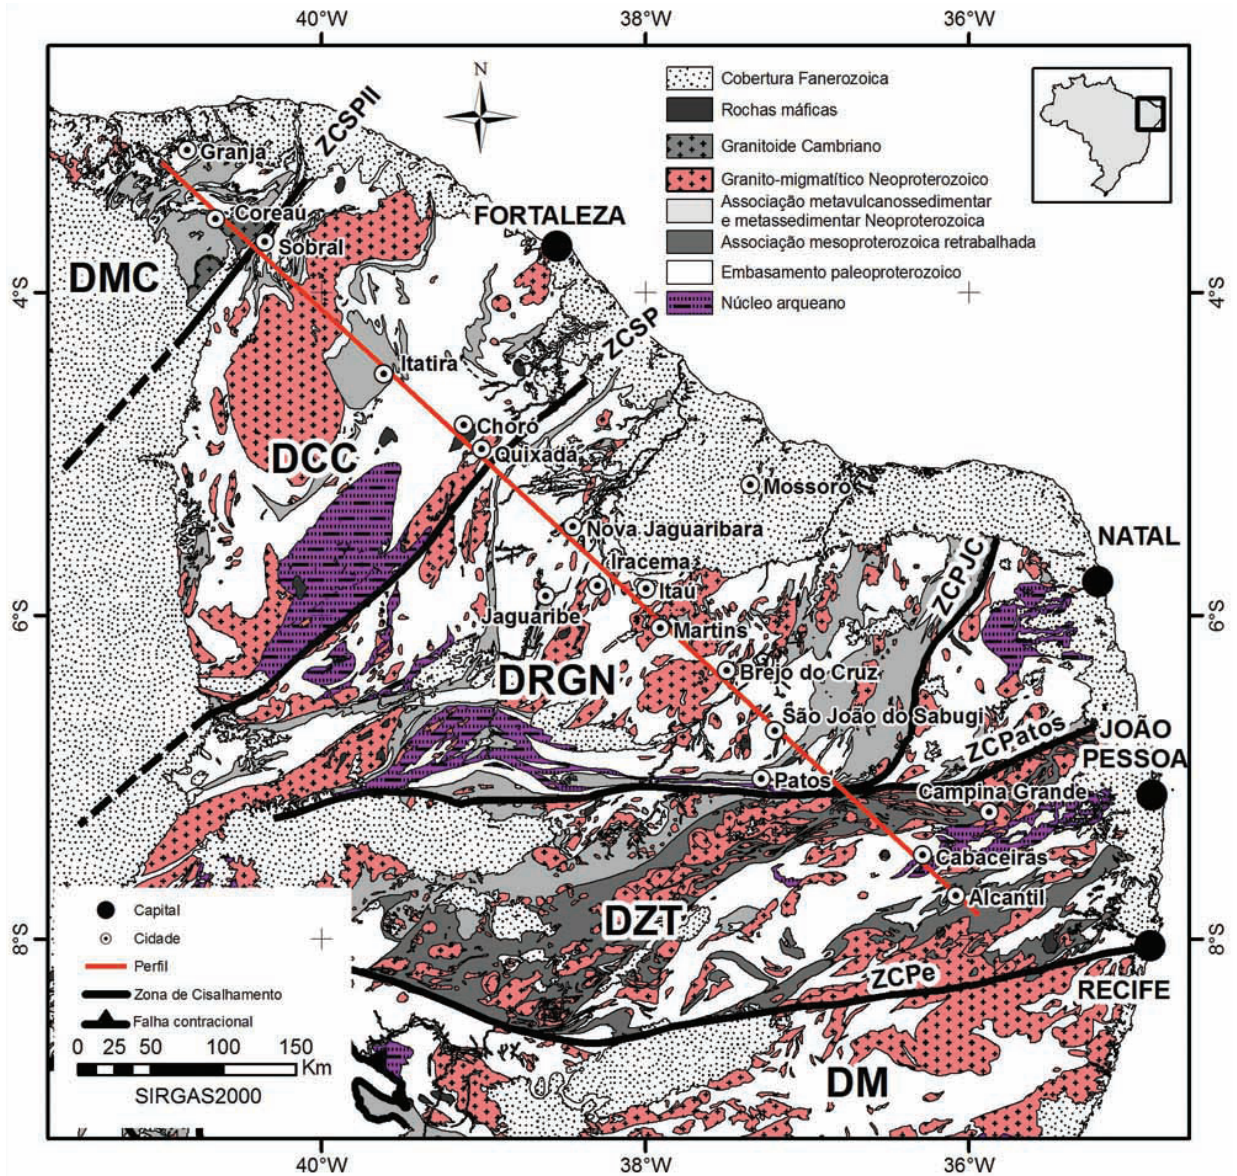 40°W
38°W
36°W
N
Cobertura Fanerozoica
Rochas máficas
Granitoide Cambriano
Granito-migmatítico Neoproterozoico
Associação metavulcanossedimentar
e metassedimentar Neoproterozoica
Associação mesoproterozoica retrabalhada
Embasamento paleoproterozoico
Núcleo arqueano
ZCSPII
Granja
Coreaú
Sobral
FORTALEZA
DMC
4°S
4°S
ZCSP
Itatira
Choró
Quixadá
DCC
Mossoró
Nova Jaguaribara
NATAL
Iracema
ZCPJC
Itaú
6°S
Jaguaribe
Martins
6°S
DRGN
Brejo do Cruz
São João do Sabugi
ZCPatos
JOÃO
PESSOA
Patos
Campina Grande
Cabaceiras
Alcantil
DZT
8°S
8°S
ZCPe
RECIFE
DM
Capital
Cidade
Perfil
Zona de Cisalhamento
Falha contracional
0 25 50 100 150
Km
SIRGAS2000
40°W
38°W
36°W